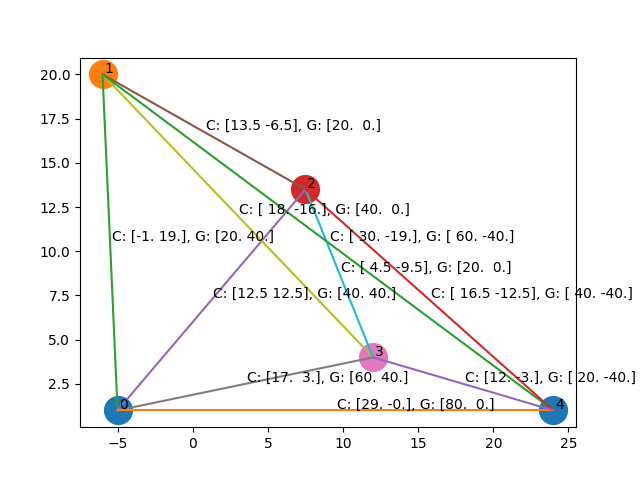 20.0
1
C: [13.5 -6.5], G: [20.  0.]
17.5
15.0
2
12.5
C: [ 18. -16.], G: [40.  0.]
C: [-1. 19.], G: [20. 40.]
C: [ 30. -19.], G: [ 60. -40.]
10.0
C: [ 4.5 -9.5], G: [20.  0.]
7.5
C: [12.5 12.5], G: [40. 40.]
C: [ 16.5 -12.5], G: [ 40. -40.]
5.0
3
2.5
C: [17.  3.], G: [60. 40.]
C: [12. -3.], G: [ 20. -40.]
0
C: [29. -0.], G: [80.  0.]
4
−5 0 5 10 15 20 25